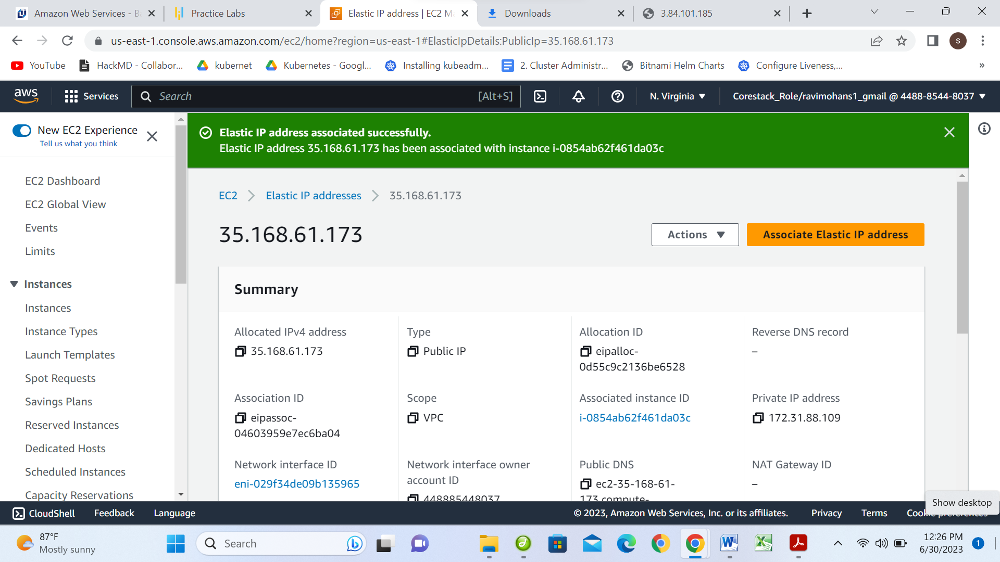 Amazon Web Services - Ba
Practice Labs
Elastic IP address | EC2 Ma
Downloads
3.84.101.185
us-east-1.console.aws.amazon.com/ec2/home?region=us-east-1#ElasticIpDetails:PublicIp=35.168.61.173
S
YouTube
HackMD - Collabor...
kubernet
Kubernetes - Googl...
Installing kubeadm...
2. Cluster Administr...
Bitnami Helm Charts
Configure Liveness,...
»
aws
Services
Search
[Alt+S]
N. Virginia
Corestack_Role/ravimohans1_gmail @ 4488-8544-8037
New EC2 Experience
Tell us what you think
EC2 Dashboard
EC2 Global View
Events
Limits
Instances
Instances
Instance Types
Launch Templates
Spot Requests
Savings Plans
Reserved Instances
Dedicated Hosts
Scheduled Instances
Capacity Reservations
Elastic IP address associated successfully.
Elastic IP address 35.168.61.173 has been associated with instance i-0854ab62f461da03c
EC2
Elastic IP addresses
35.168.61.173
35.168.61.173
Actions
Associate Elastic IP address
Summary
Allocated IPv4 address
35.168.61.173
Type
Public IP
Allocation ID
eipalloc-
0d55c9c2136be6528
Reverse DNS record
–
Association ID
eipassoc-
04603959e7ec6ba04
Scope
VPC
Associated instance ID
i-0854ab62f461da03c
Private IP address
172.31.88.109
Network interface ID
eni-029f34de09b135965
Network interface owner
account ID
448885448037
Public DNS
ec2-35-168-61-
173.compute-
NAT Gateway ID
–
Show desktop
CloudShell
Feedback
Language
© 2023, Amazon Web Services, Inc. or its affiliates.
Privacy
Terms
Cookie preferences
87°F
Mostly sunny
Search
12:26 PM
6/30/2023
1